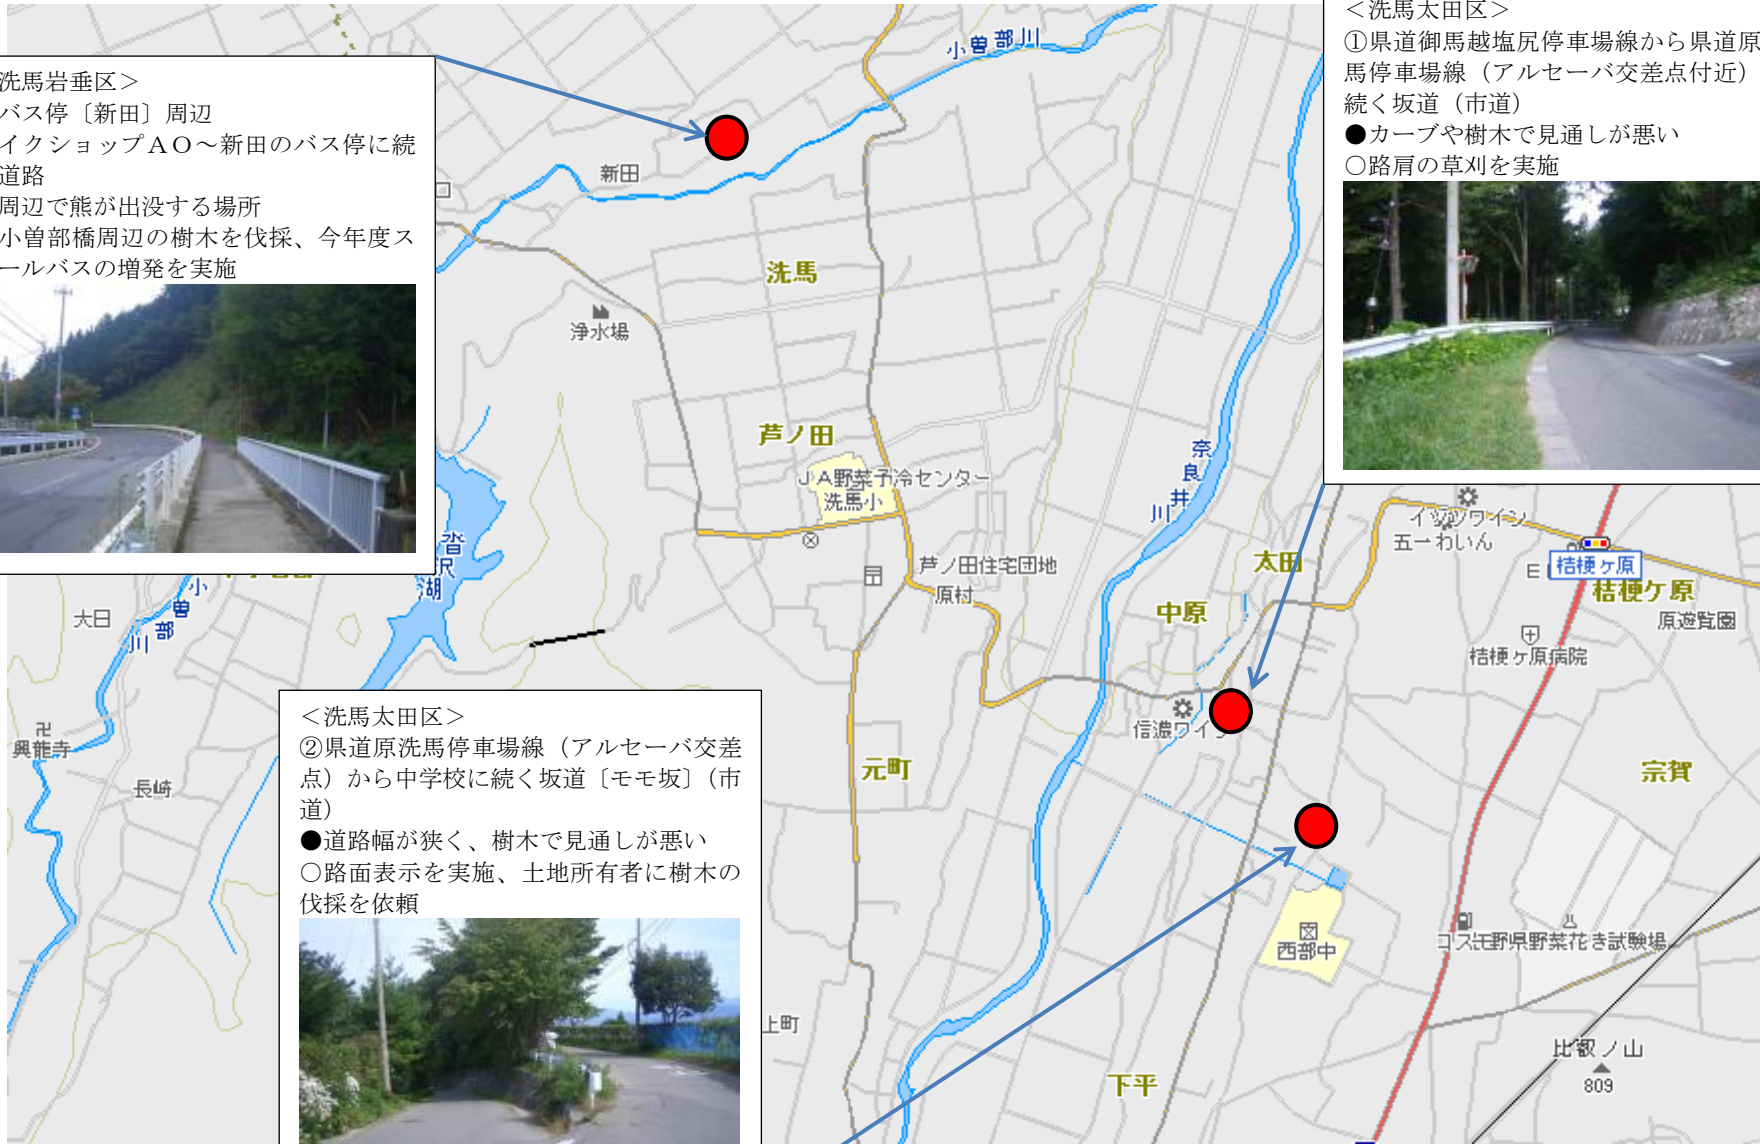 洗馬岩垂区＞
バス停〔新田〕周辺
イクショップＡＯ～新田のバス停に続
道路
周辺で熊が出没する場所
小曽部橋周辺の樹木を伐採、今年度ス
ールバスの増発を実施
＜洗馬太田区＞
①県道御馬越塩尻停車場線から県道原
馬停車場線（アルセーバ交差点付近）
続く坂道（市道）
●カーブや樹木で見通しが悪い
○路肩の草刈を実施
＜洗馬太田区＞
②県道原洗馬停車場線（アルセーバ交差
点）から中学校に続く坂道〔モモ坂〕（市
道）
●道路幅が狭く、樹木で見通しが悪い
○路面表示を実施、土地所有者に樹木の
伐採を依頼
小曽部川
新田
洗馬
浄水場
芦ノ田
ＪＡ野菜予冷センター
洗馬小
奈良井川
芦ノ田住宅団地
原村
太田
中原
イヅツワイン
五一わいん
桔梗ヶ原
桔梗ケ原
原遊覧園
桔梗ヶ原病院
信濃ワイン
沓沢湖
大日
小曽部川
興龍寺
長崎
元町
宗賀
西部中
野県野菜花き試験場
上町
下平
比叡ノ山
809